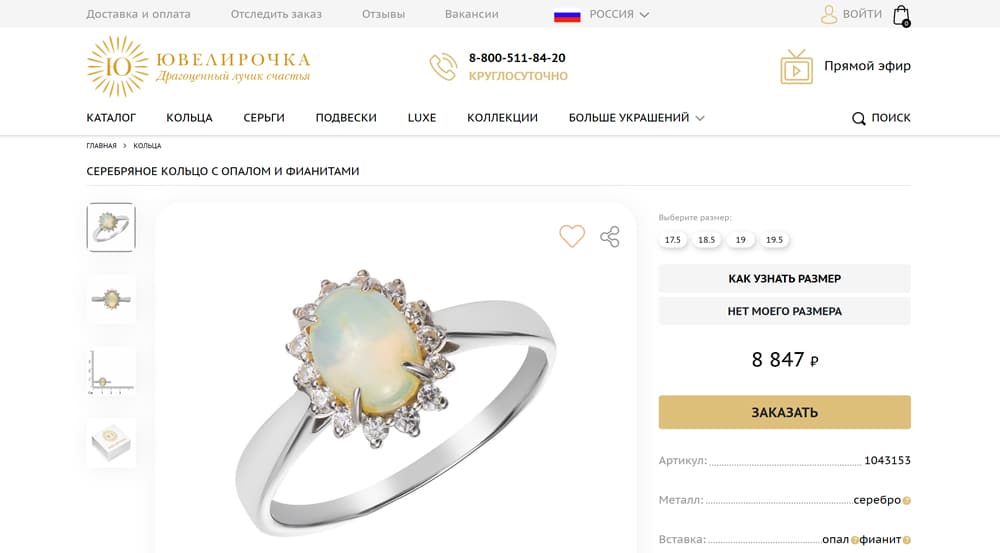 Доставка и оплата Отследить заказ Отзывы Вакансии РОССИЯ ВОЙТИ 0
Ю ЮВЕЛИРОЧКА
Драгоценный лучик счастья
8-800-511-84-20
КРУГЛОСУТОЧНО
Прямой эфир
КАТАЛОГ КОЛЬЦА СЕРЬГИ ПОДВЕСКИ LUXE КОЛЛЕКЦИИ БОЛЬШЕ УКРАШЕНИЙ ПОИСК
ГЛАВНАЯ > КОЛЬЦА
СЕРЕБРЯНОЕ КОЛЬЦО С ОПАЛОМ И ФИАНИТАМИ
Выберите размер:
17.5 18.5 19 19.5
КАК УЗНАТЬ РАЗМЕР
НЕТ МОЕГО РАЗМЕРА
8 847 ₽
ЗАКАЗАТЬ
Артикул: 1043153
Металл: серебро ?
Вставка: опал ? фианит ?